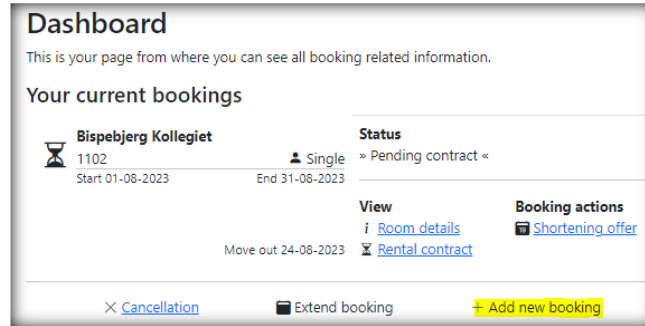 Dashboard
This is your page from where you can see all booking related information.
Your current bookings
Bispebjerg Kollegiet
1102 Single
Start 01-08-2023 End 31-08-2023
Move out 24-08-2023
Status
» Pending contract «
View
i Room details
Rental contract
Booking actions
Shortening offer
Cancellation Extend booking + Add new booking